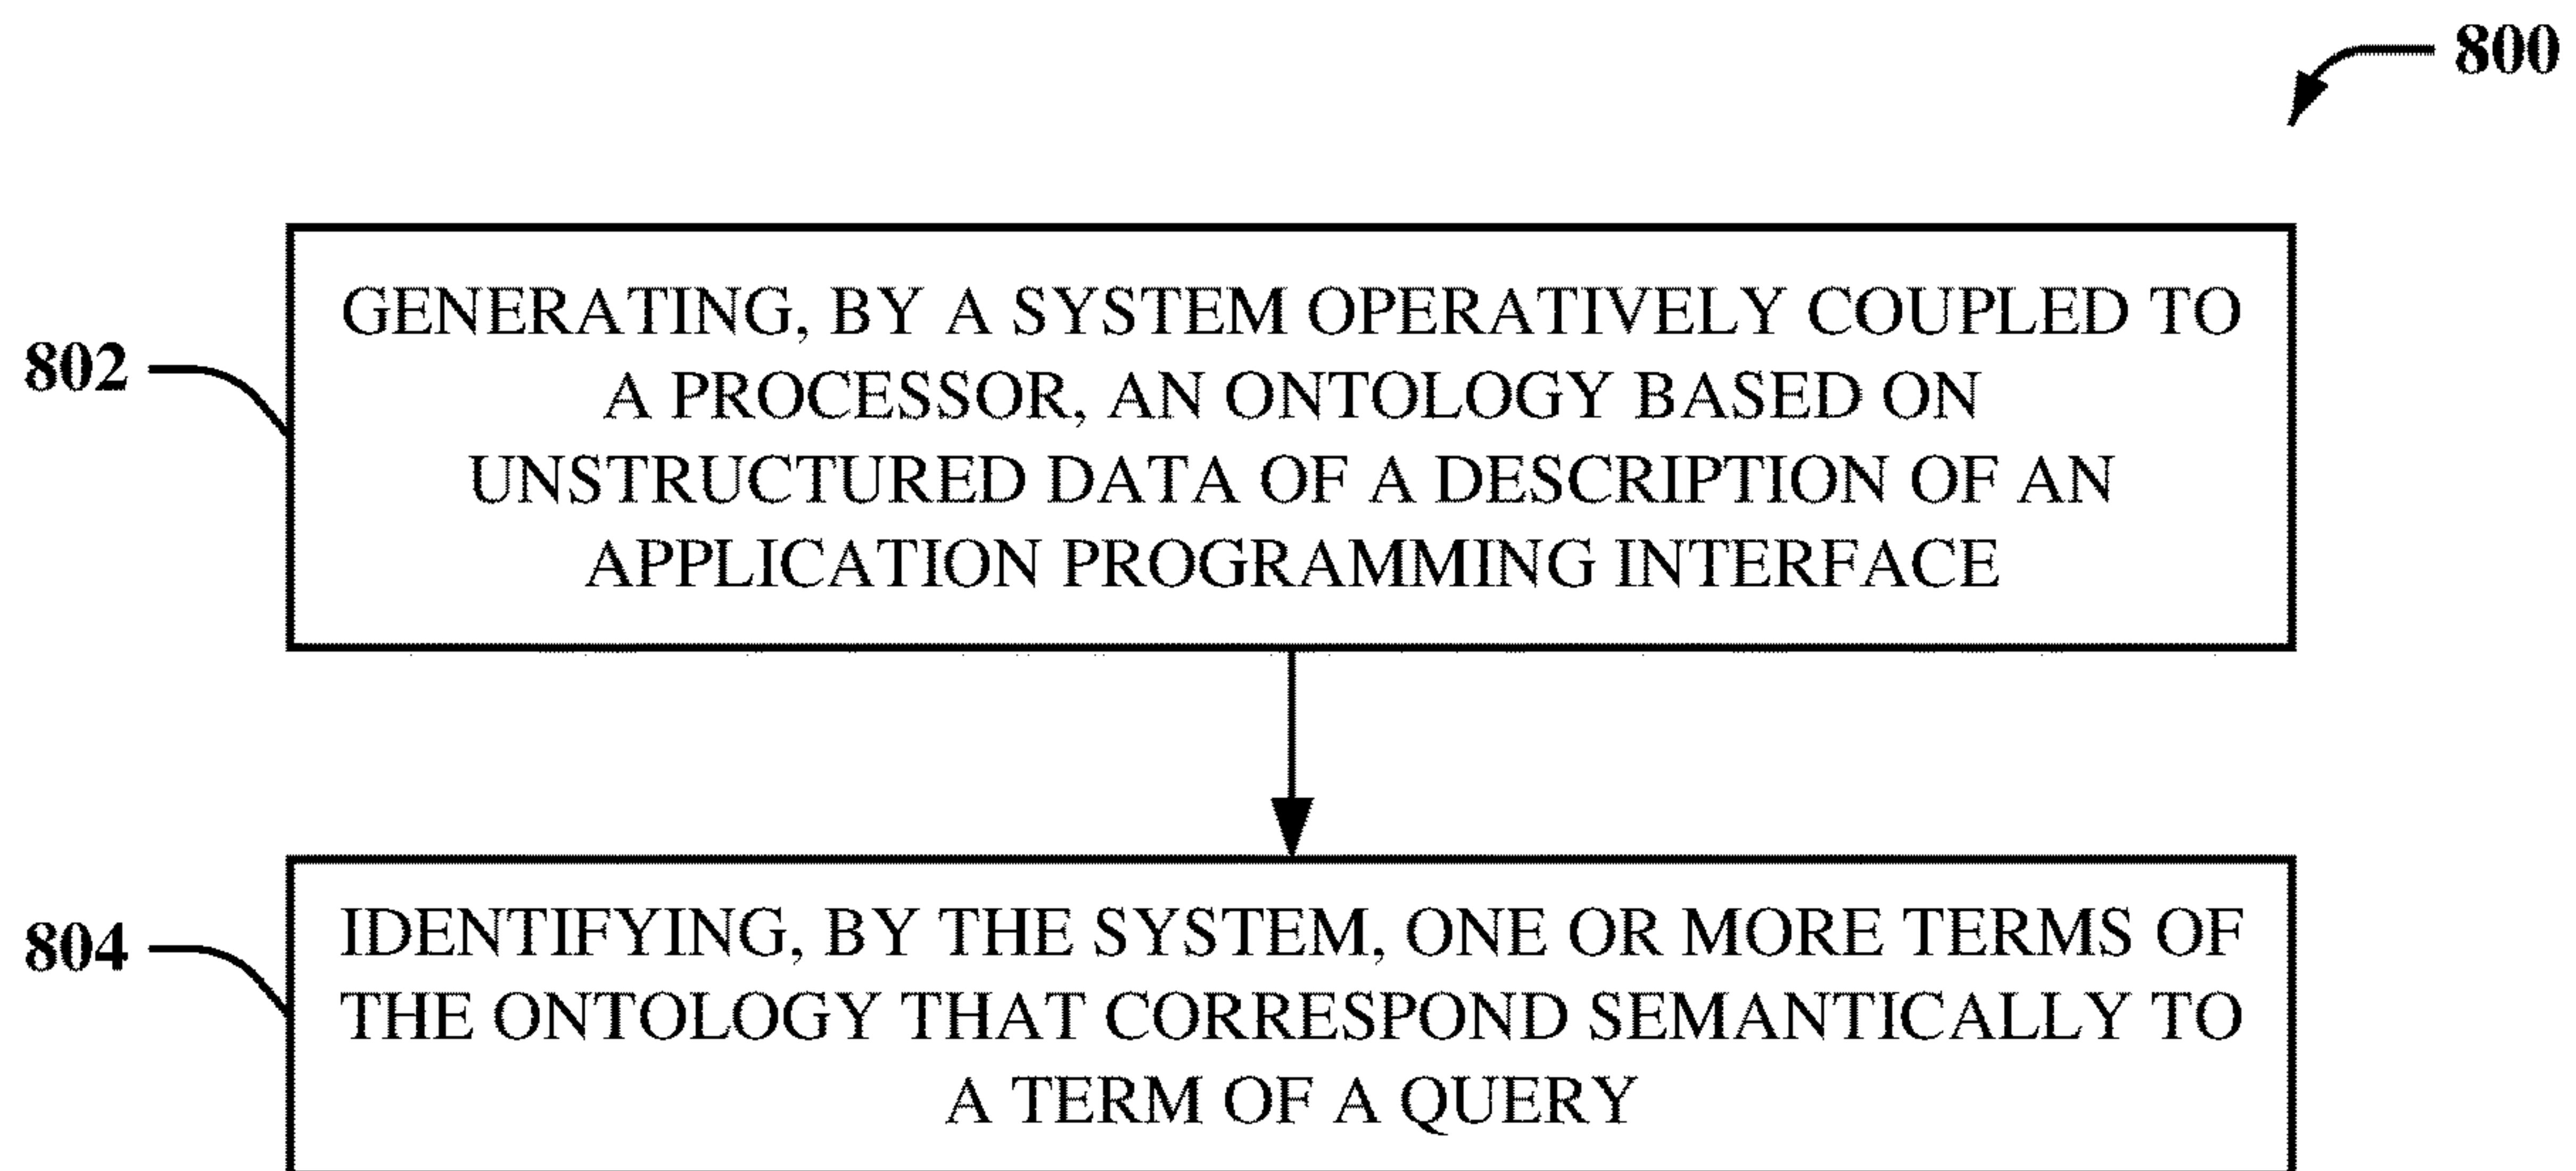 800
802
GENERATING, BY A SYSTEM OPERATIVELY COUPLED TO
A PROCESSOR, AN ONTOLOGY BASED ON
UNSTRUCTURED DATA OF A DESCRIPTION OF AN
APPLICATION PROGRAMMING INTERFACE
804
IDENTIFYING, BY THE SYSTEM, ONE OR MORE TERMS OF
THE ONTOLOGY THAT CORRESPOND SEMANTICALLY TO
A TERM OF A QUERY